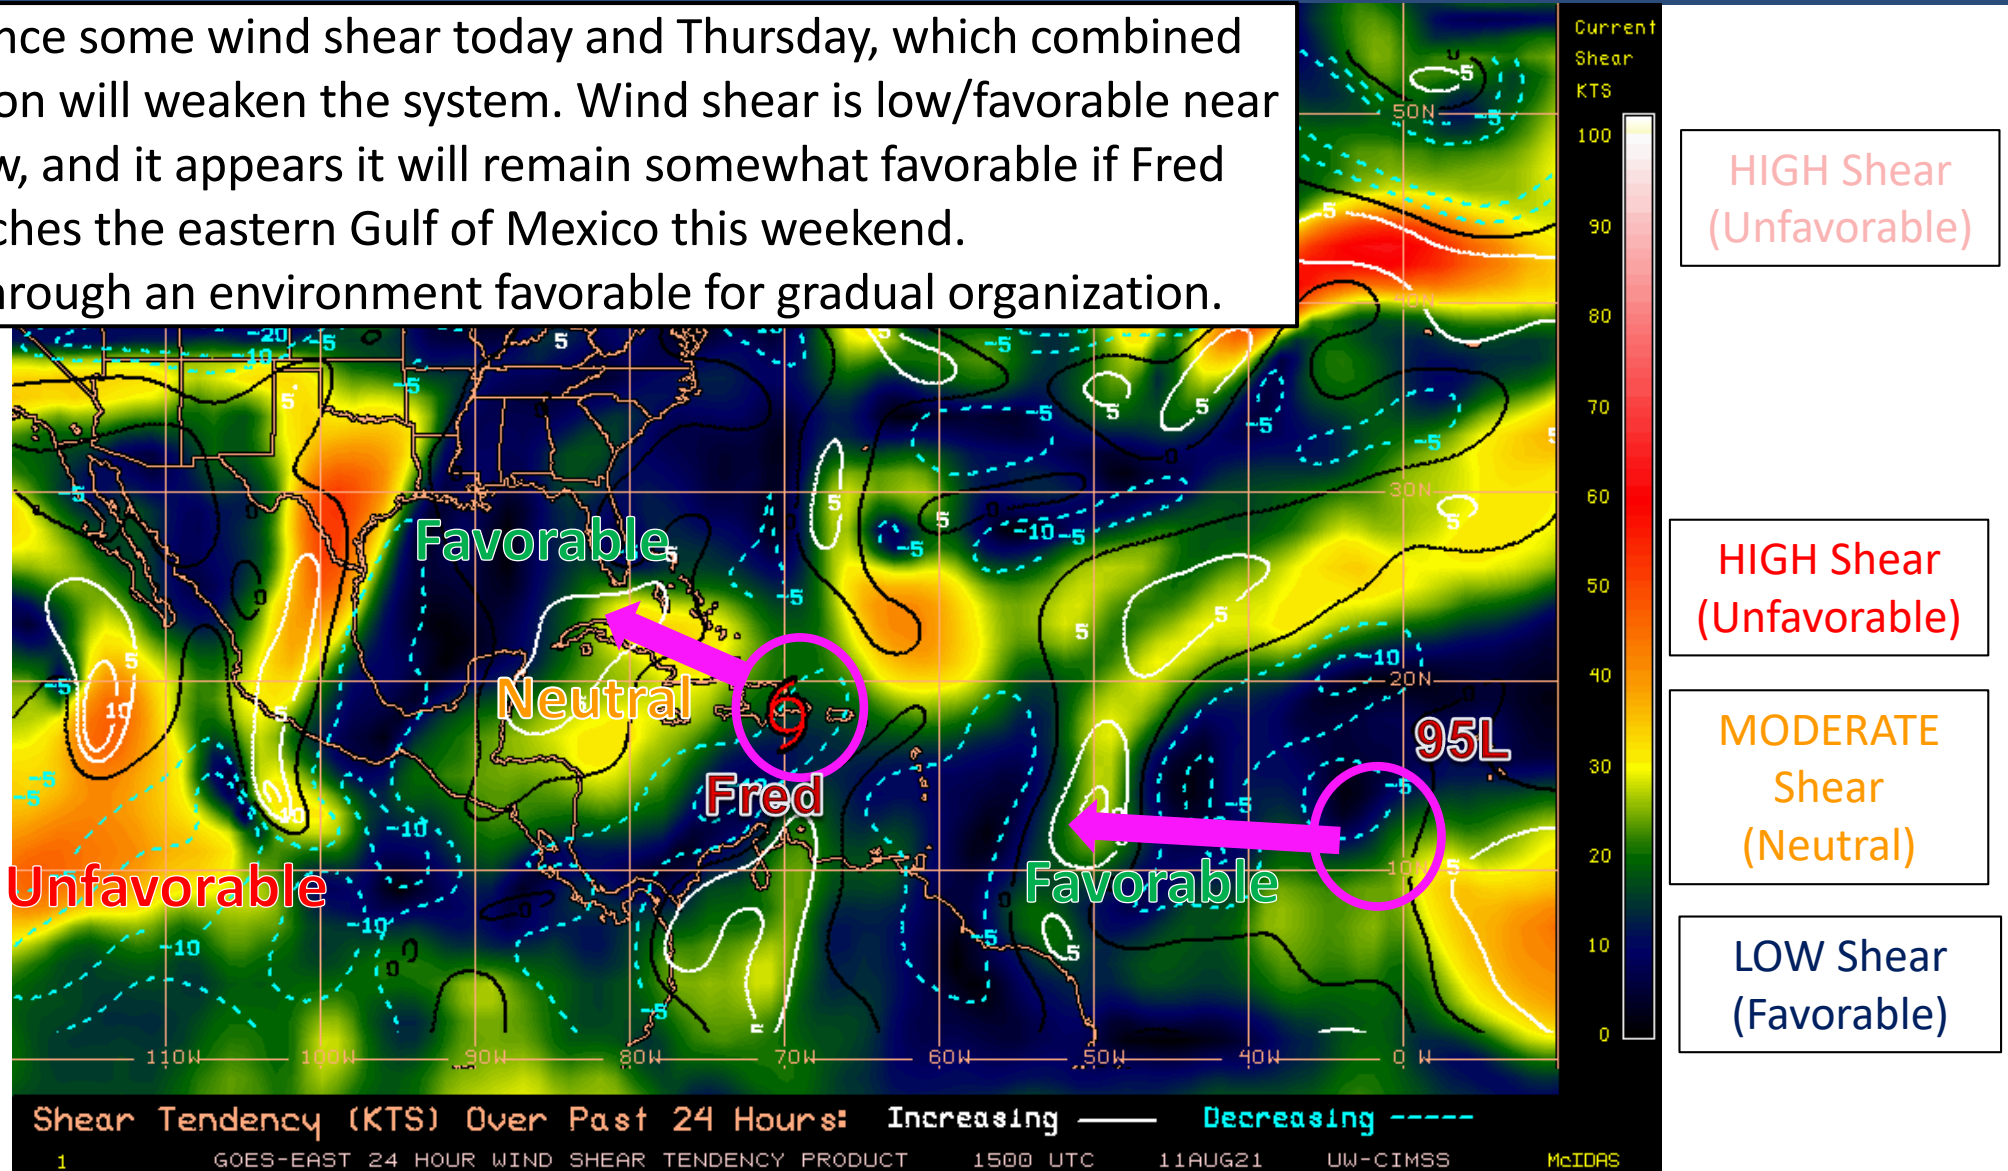 nce some wind shear today and Thursday, which combined
on will weaken the system. Wind shear is low/favorable near
w, and it appears it will remain somewhat favorable if Fred
ches the eastern Gulf of Mexico this weekend.
hrough an environment favorable for gradual organization.
Current
Shear
KTS
100
90
80
70
60
50
40
30
20
10
0
HIGH Shear
(Unfavorable)
HIGH Shear
(Unfavorable)
MODERATE
Shear
(Neutral)
LOW Shear
(Favorable)
50N
40N
30N
20N
10N
Favorable
Neutral
Fred
95L
Favorable
Unfavorable
110W 100W 90W 80W 70W 60W 50W 40W 0 W
Shear Tendency (KTS) Over Past 24 Hours: Increasing Decreasing
1 GOES-EAST 24 HOUR WIND SHEAR TENDENCY PRODUCT 1500 UTC 11AUG21 UW-CIMSS McIDAS